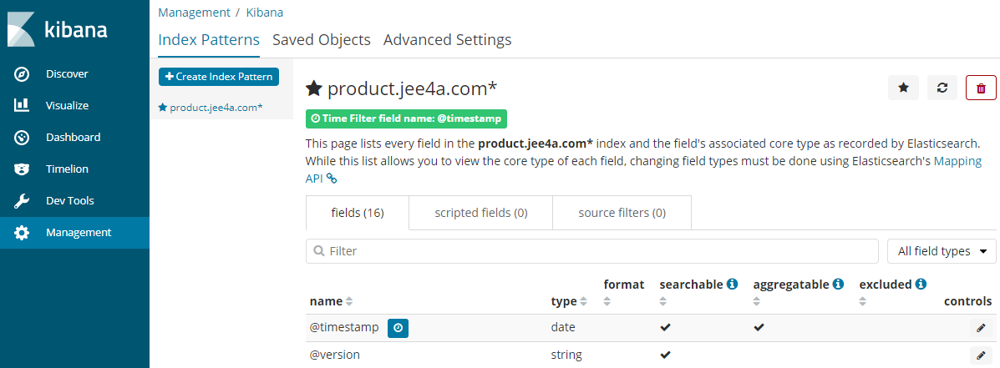 kibana
Discover
Visualize
Dashboard
Timelion
Dev Tools
Management
Management / Kibana
Index Patterns Saved Objects Advanced Settings
+ Create Index Pattern
product.jee4a.com*
product.jee4a.com*
Time Filter field name: @timestamp
This page lists every field in the product.jee4a.com* index and the field's associated core type as recorded by Elasticsearch.
While this list allows you to view the core type of each field, changing field types must be done using Elasticsearch's Mapping
API
fields (16) scripted fields (0) source filters (0)
Filter All field types
name type format searchable aggregatable excluded controls
@timestamp date
@version string